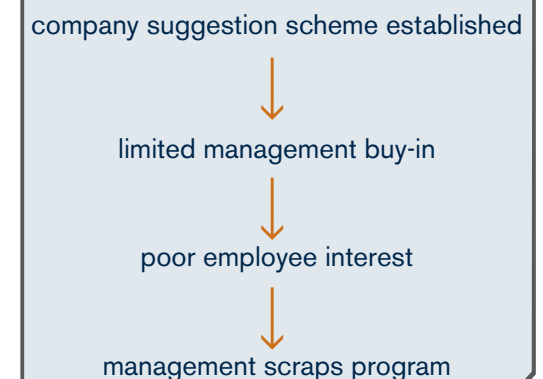 company suggestion scheme established
limited management buy-in
poor employee interest
management scraps program